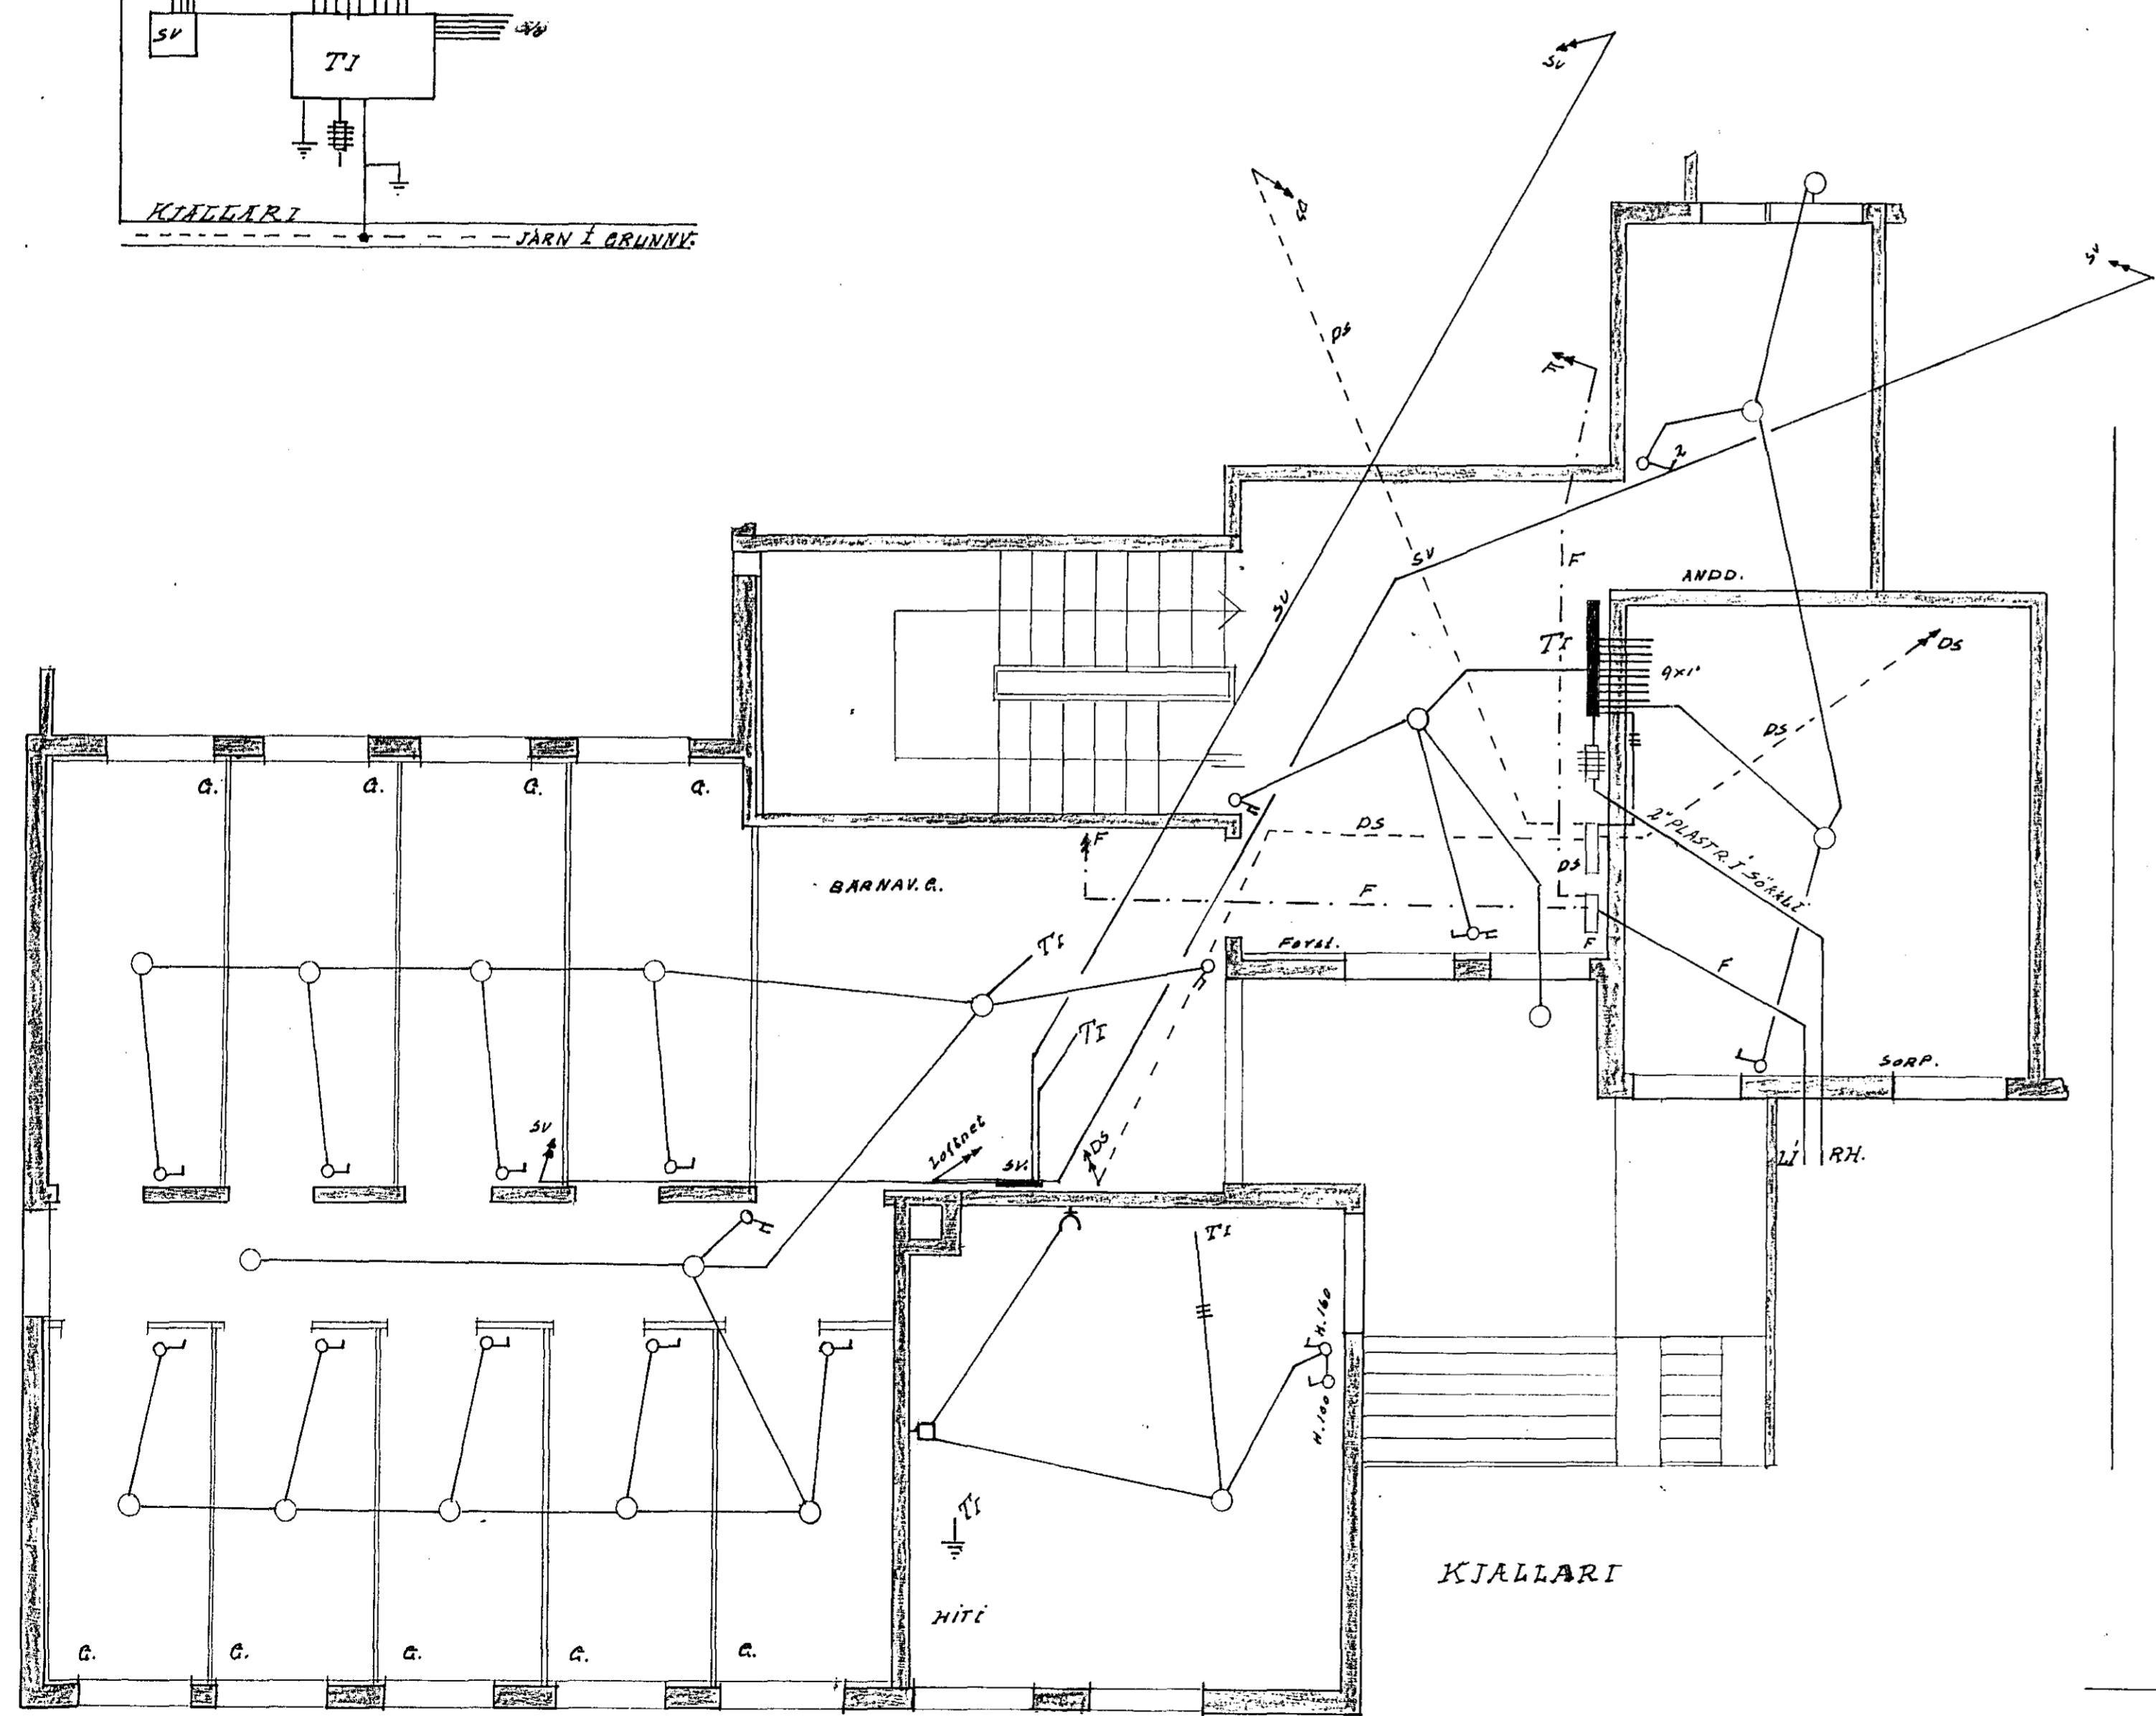 SV
TI
KJALLARI
JÁRN Í GRUNNV.
SV
DS
DS
F
SV
2
SV
F
SV
ANDD.
TI
9x1"
DS
DS
G.
G.
G.
G.
F
DS
DS
2" PLASTR. Í SÖKKLI
BARNAV. G.
F
F
Forst.
F
TI
TI
SORP.
SV
Loftnet
SV.
DS
LÍ
RH.
TI
H.160
H.100
TI
KJALLARI
HITI
G.
G.
G.
G.
G.